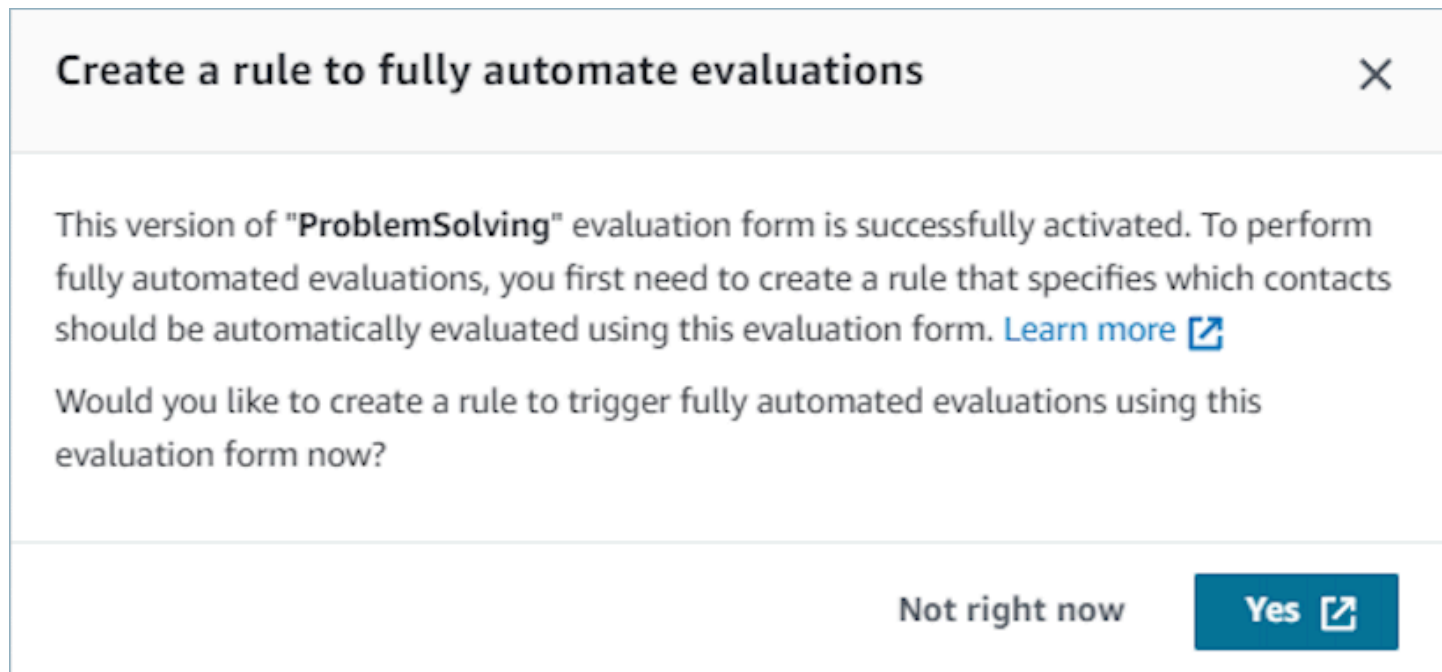 Create a rule to fully automate evaluations
This version of "ProblemSolving" evaluation form is successfully activated. To perform
fully automated evaluations, you first need to create a rule that specifies which contacts
should be automatically evaluated using this evaluation form. Learn more
Would you like to create a rule to trigger fully automated evaluations using this
evaluation form now?
Not right now Yes